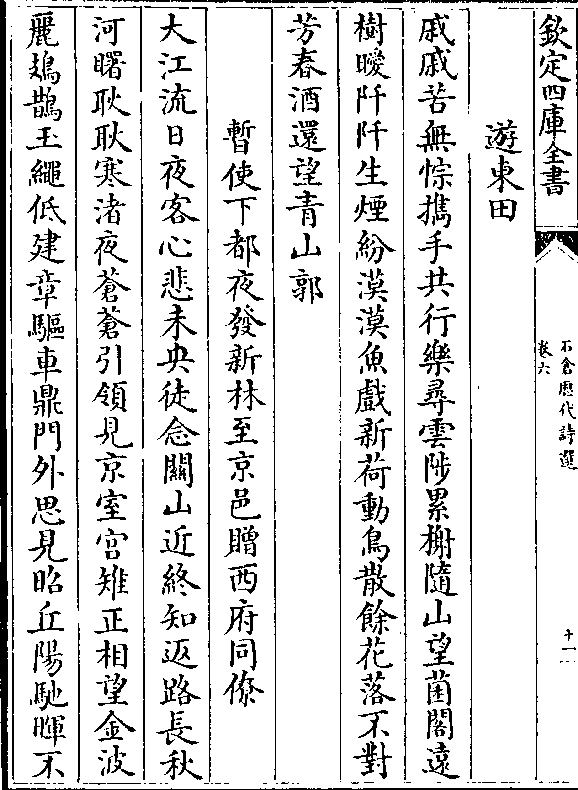 欽定四庫全書
石倉歷代詩選
卷六
十一
遊東田
戚戚苦無悰攜手共行樂尋雲陟累榭隨山望菌閣遠
樹曖阡阡生煙紛漠漠魚戲新荷動鳥散餘花落不對
芳春酒還望青山郭
暫使下都夜發新林至京邑贈西府同僚
大江流日夜客心悲未央徒念關山近終知返路長秋
河曙耿耿寒渚夜蒼蒼引領見京室宮雉正相望金波
麗鳷鵲玉繩低建章驅車鼎門外思見昭丘陽馳暉不